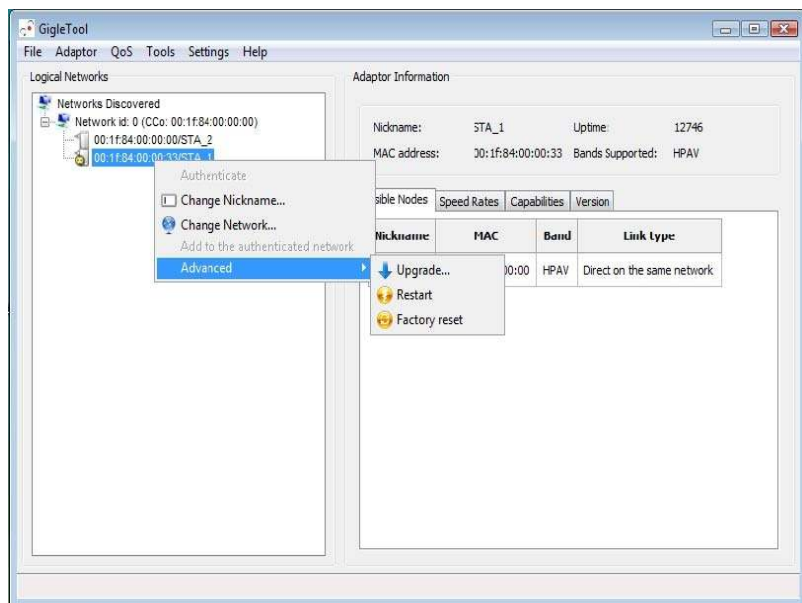 GigleTool
File Adaptor QoS Tools Settings Help
Logical Networks
Networks Discovered
Network id: 0 (CCo: 00:1f:84:00:00:00)
00:1f:84:00:00:00/STA_2
00:1f:84:00:00:33/STA_1
Authenticate
Change Nickname...
Change Network...
Add to the authenticated network
Advanced
Upgrade...
Restart
Factory reset
Adaptor Information
Nickname: STA_1 Uptime: 12746
MAC address: 00:1f:84:00:00:33 Bands Supported: HPAV
sible Nodes Speed Rates Capabilities Version
Nickname MAC Band Link type
00:00 HPAV Direct on the same network